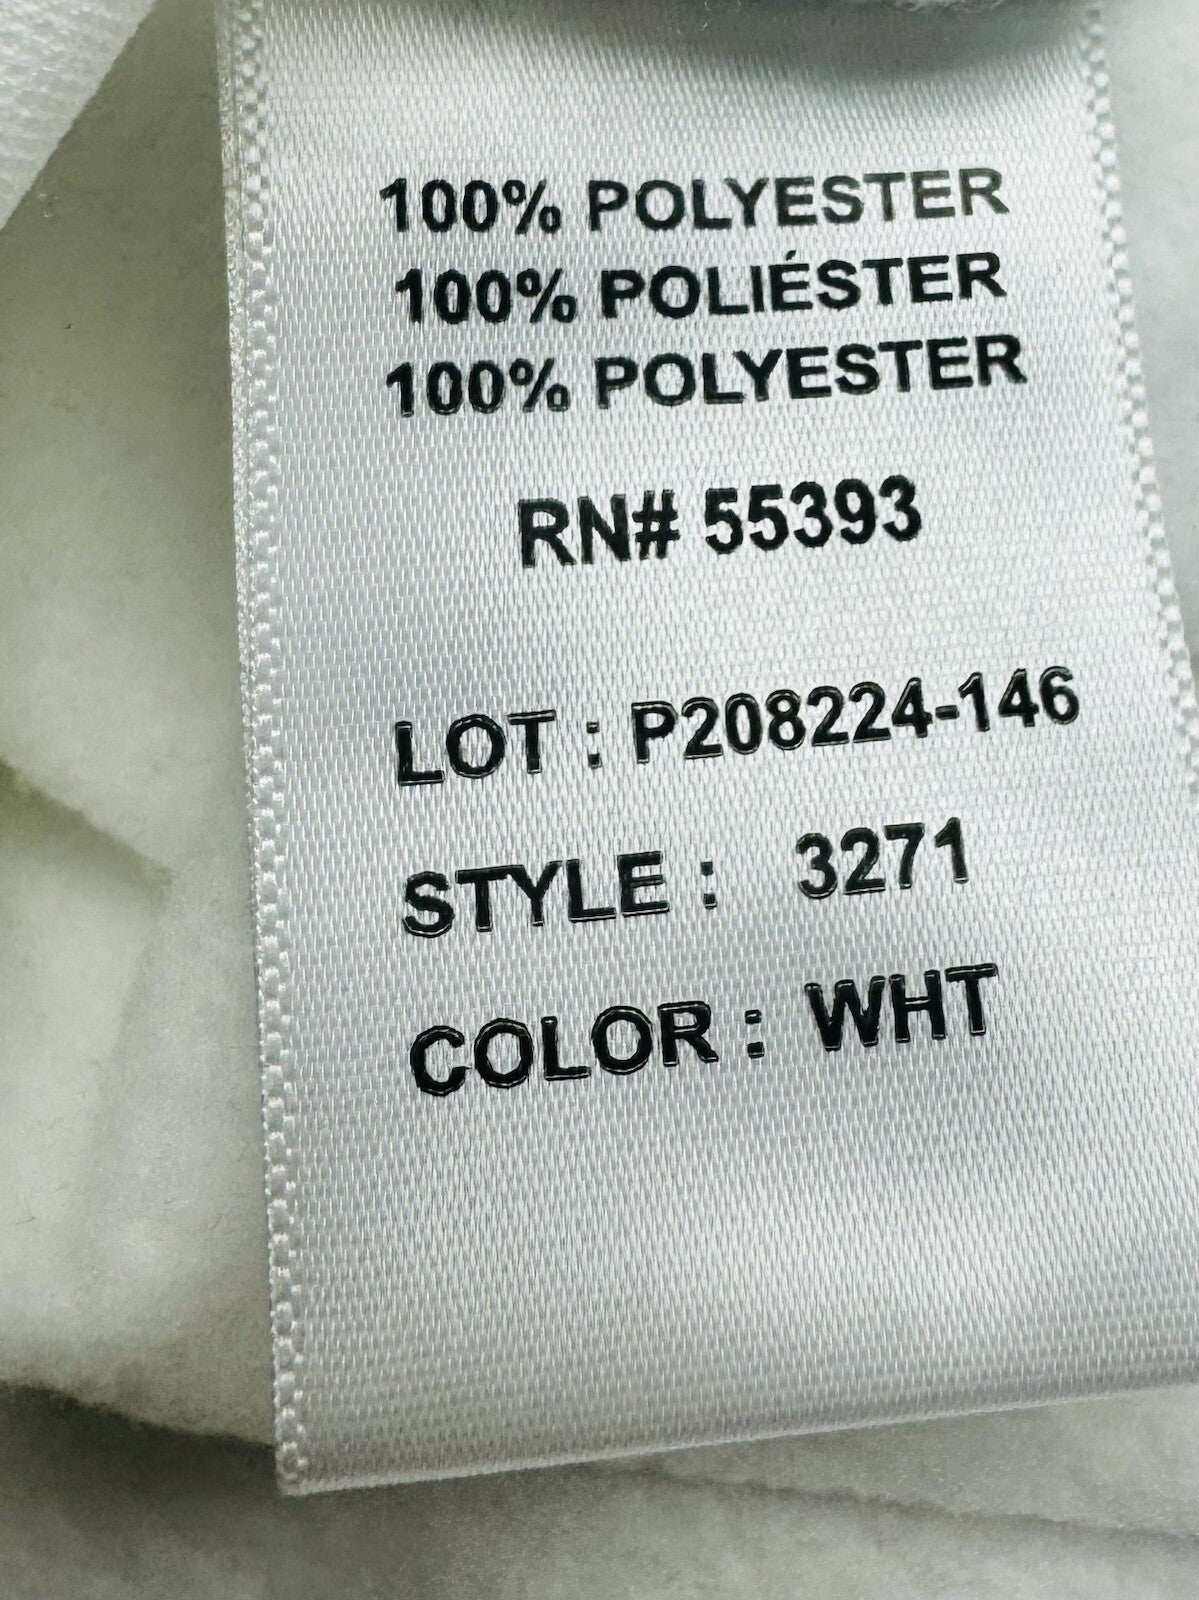 100% POLYESTER
100% POLIÉSTER
100% POLYESTER
RN# 55393
LOT : P208224-146
STYLE : 3271
COLOR : WHT